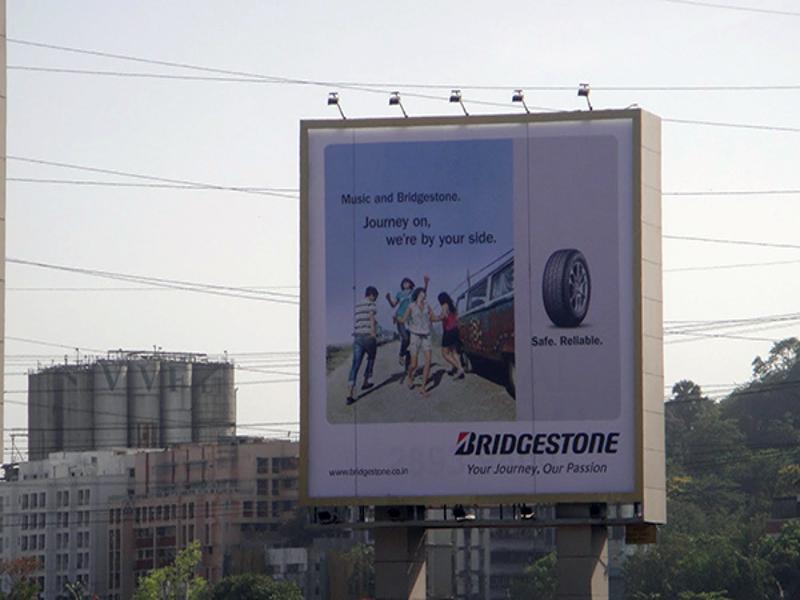 Music and Bridgestone.
Journey on,
we're by your side.
Safe. Reliable.
BRIDGESTONE
Your Journey, Our Passion
www.bridgestone.co.in